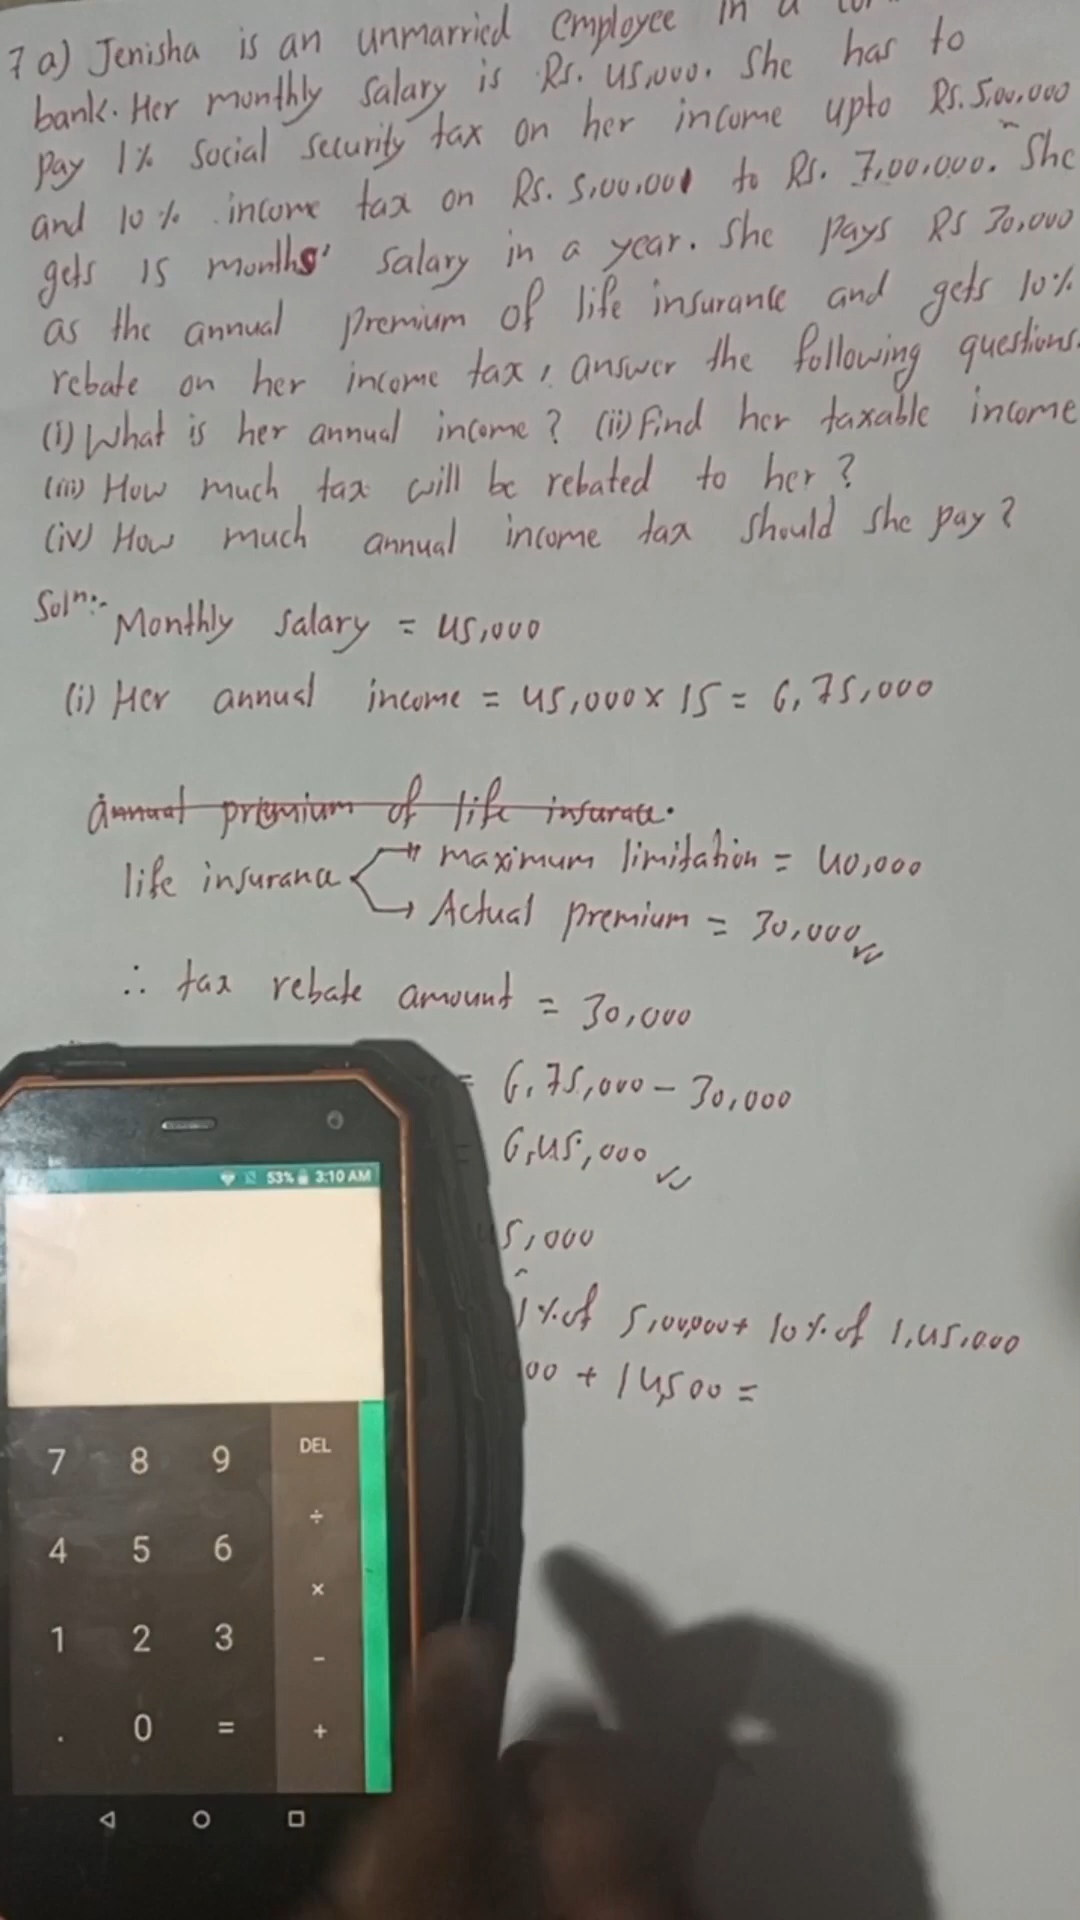 7 a) Jenisha is an unmarried employee in a
bank. Her monthly salary is Rs. 45,000. She has to
pay 1% social security tax on her income upto Rs. 5,00,000
and 10% income tax on Rs. 5,00,001 to Rs. 7,00,000. She
gets 15 months' salary in a year. She pays RS 30,000
as the annual premium of life insurance and gets 10%
rebate on her income tax, answer the following questions.
(i) What is her annual income? (ii) Find her taxable income
(iii) How much tax will be rebated to her?
(iv) How much annual income tax should she pay?
Solⁿ:- Monthly salary = 45,000
(i) Her annual income = 45,000 x 15 = 6,75,000
annual premium of life insurace.
life insurance → maximum limitation = 40,000
→ Actual premium = 30,000
∴ tax rebate amount = 30,000
= 6,75,000 - 30,000
= 6,45,000
45,000
1% of 5,00,000 + 10% of 1,45,000
00 + 14,500 =
53% 3:10 AM
7 8 9 DEL
÷
4 5 6
×
1 2 3
−
. 0 = +